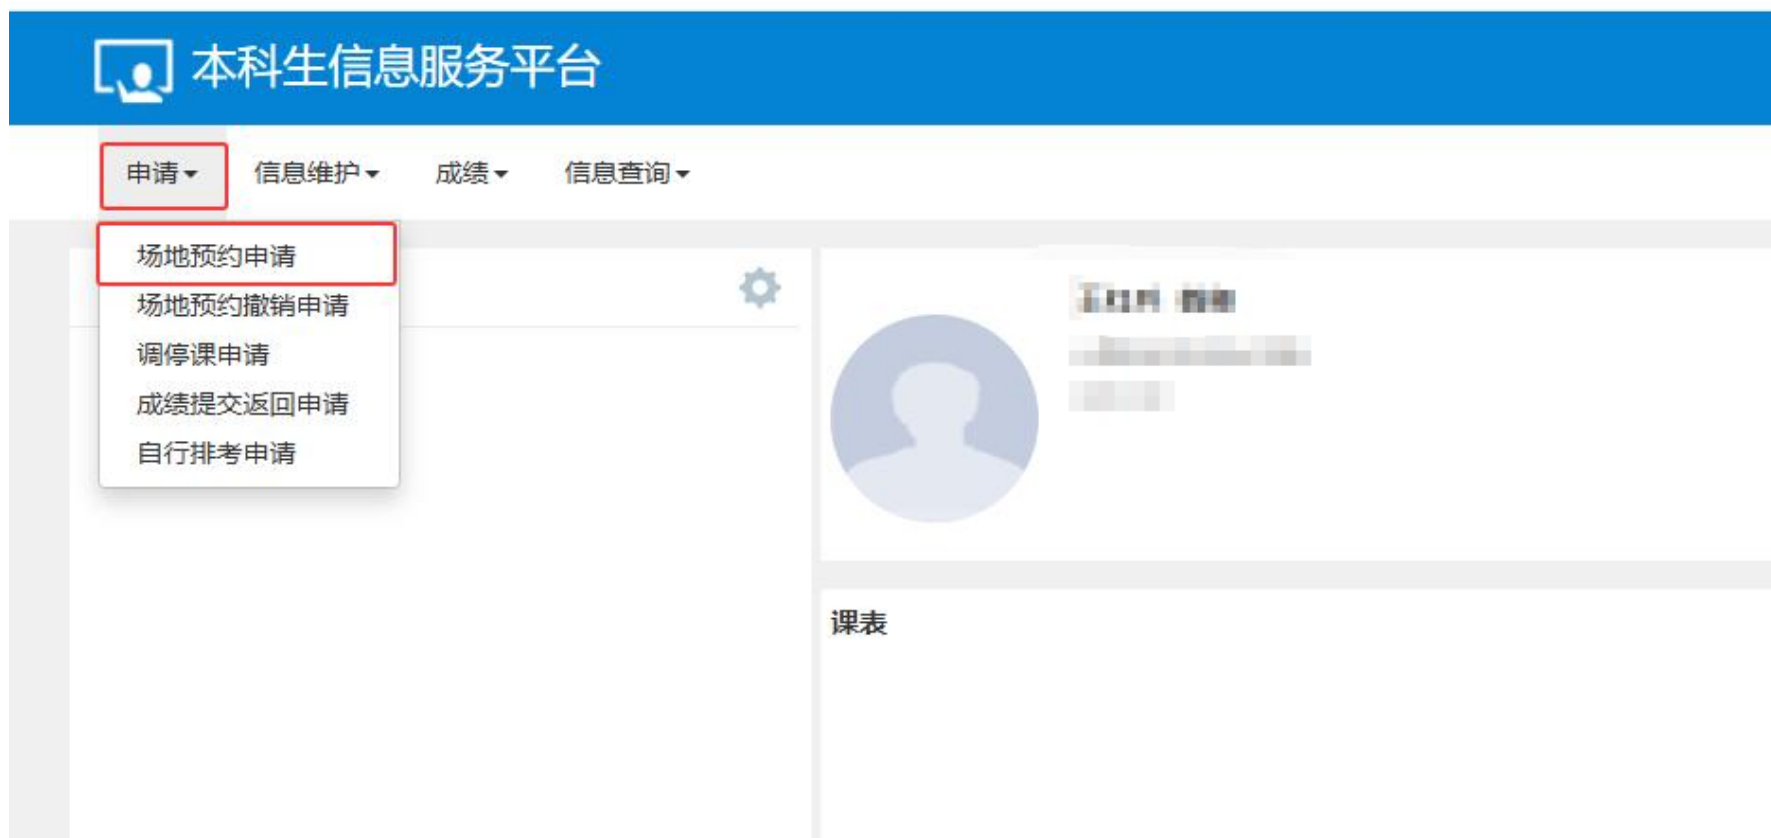 本科生信息服务平台
申请 信息维护 成绩 信息查询
场地预约申请
场地预约撤销申请
调停课申请
成绩提交返回申请
自行排考申请
课表